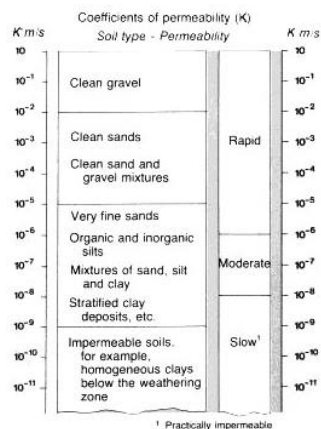 Coefficients of permeability (K)
K m/s Soil type - Permeability K m/s
10 10
10⁻¹ Clean gravel 10⁻¹
10⁻² 10⁻²
Clean sands
10⁻³ Rapid 10⁻³
Clean sand and
10⁻⁴ gravel mixtures 10⁻⁴
10⁻⁵ 10⁻⁵
Very fine sands
10⁻⁶ 10⁻⁶
Organic and inorganic
silts
10⁻⁷ Moderate 10⁻⁷
Mixtures of sand, silt
and clay
10⁻⁸ 10⁻⁸
Stratified clay
deposits, etc.
10⁻⁹ 10⁻⁹
Impermeable soils. Slow¹
for example,
10⁻¹⁰ homogeneous clays 10⁻¹⁰
below the weathering
10⁻¹¹ zone 10⁻¹¹
¹ Practically impermeable